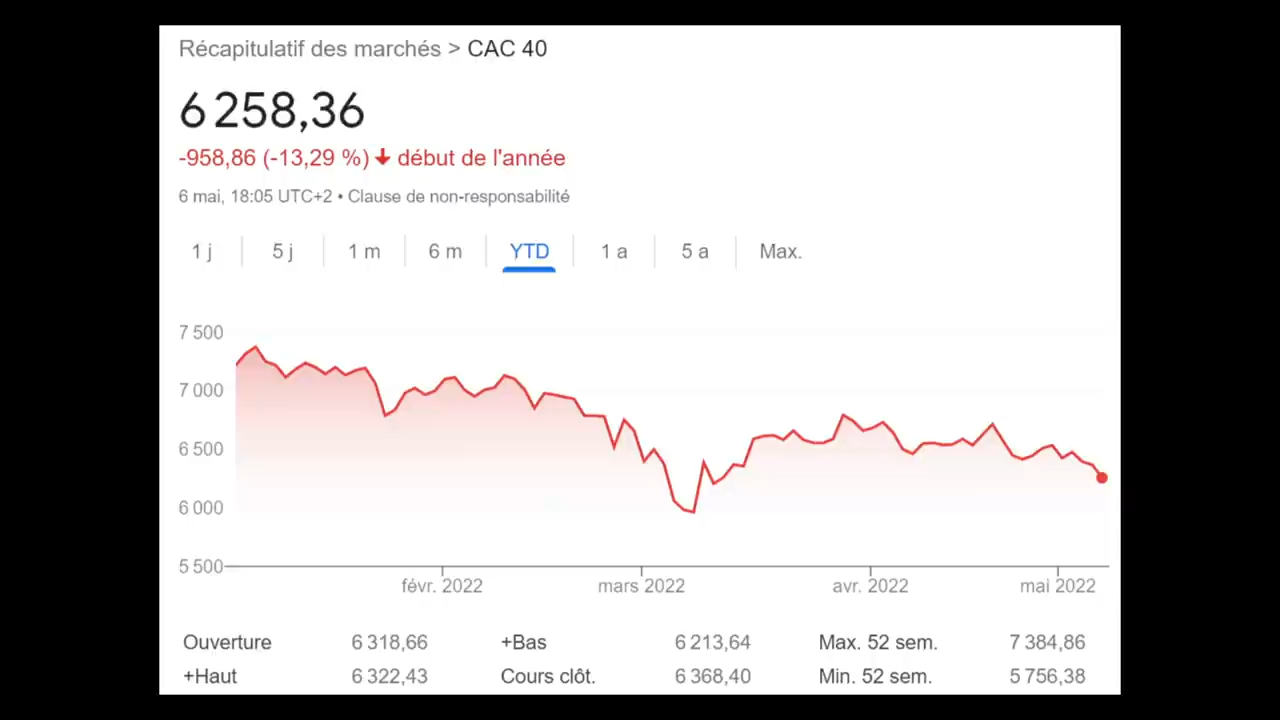 Récapitulatif des marchés > CAC 40
6 258,36
-958,86 (-13,29 %) ↓ début de l'année
6 mai, 18:05 UTC+2 • Clause de non-responsabilité
1 j 5 j 1 m 6 m YTD 1 a 5 a Max.
7 500
7 000
6 500
6 000
5 500
févr. 2022 mars 2022 avr. 2022 mai 2022
Ouverture 6 318,66 +Bas 6 213,64 Max. 52 sem. 7 384,86
+Haut 6 322,43 Cours clôt. 6 368,40 Min. 52 sem. 5 756,38